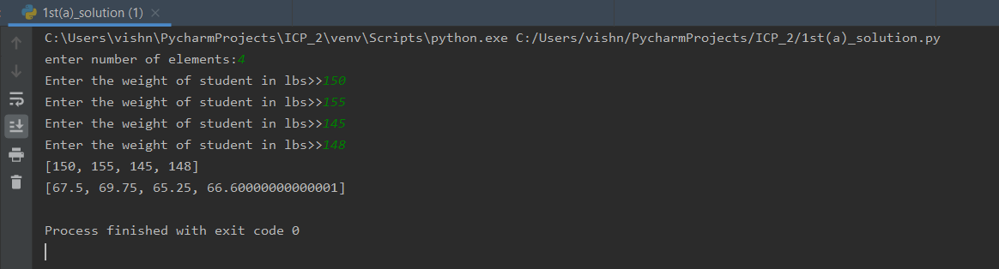 1st(a)_solution (1)
C:\Users\vishn\PycharmProjects\ICP_2\venv\Scripts\python.exe C:/Users/vishn/PycharmProjects/ICP_2/1st(a)_solution.py
enter number of elements:4
Enter the weight of student in lbs>>150
Enter the weight of student in lbs>>155
Enter the weight of student in lbs>>145
Enter the weight of student in lbs>>148
[150, 155, 145, 148]
[67.5, 69.75, 65.25, 66.60000000000001]
Process finished with exit code 0